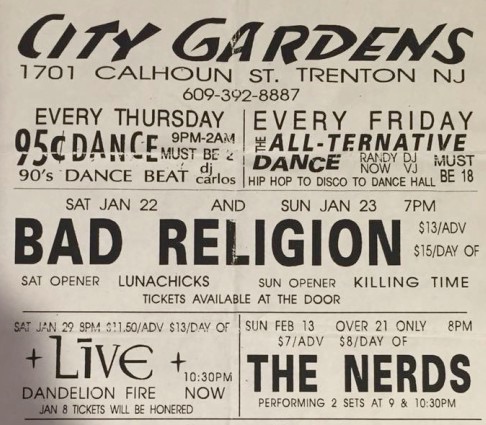 CITY GARDENS
1701 CALHOUN ST. TRENTON NJ
609-392-8887
EVERY THURSDAY
95¢ DANCE 9PM-2AM
MUST BE 2
90's DANCE BEAT dj carlos
EVERY FRIDAY
THE ALL-TERNATIVE
DANCE RANDY DJ NOW VJ MUST BE 18
HIP HOP TO DISCO TO DANCE HALL
SAT JAN 22 AND SUN JAN 23 7PM
BAD RELIGION $13/ADV
$15/DAY OF
SAT OPENER LUNACHICKS SUN OPENER KILLING TIME
TICKETS AVAILABLE AT THE DOOR
SAT JAN 29 8PM $11.50/ADV $13/DAY OF
+ LĪVE +
10:30PM
DANDELION FIRE NOW
JAN 8 TICKETS WILL BE HONERED
SUN FEB 13 OVER 21 ONLY 8PM
$7/ADV $8/DAY OF
THE NERDS
PERFORMING 2 SETS AT 9 & 10:30PM